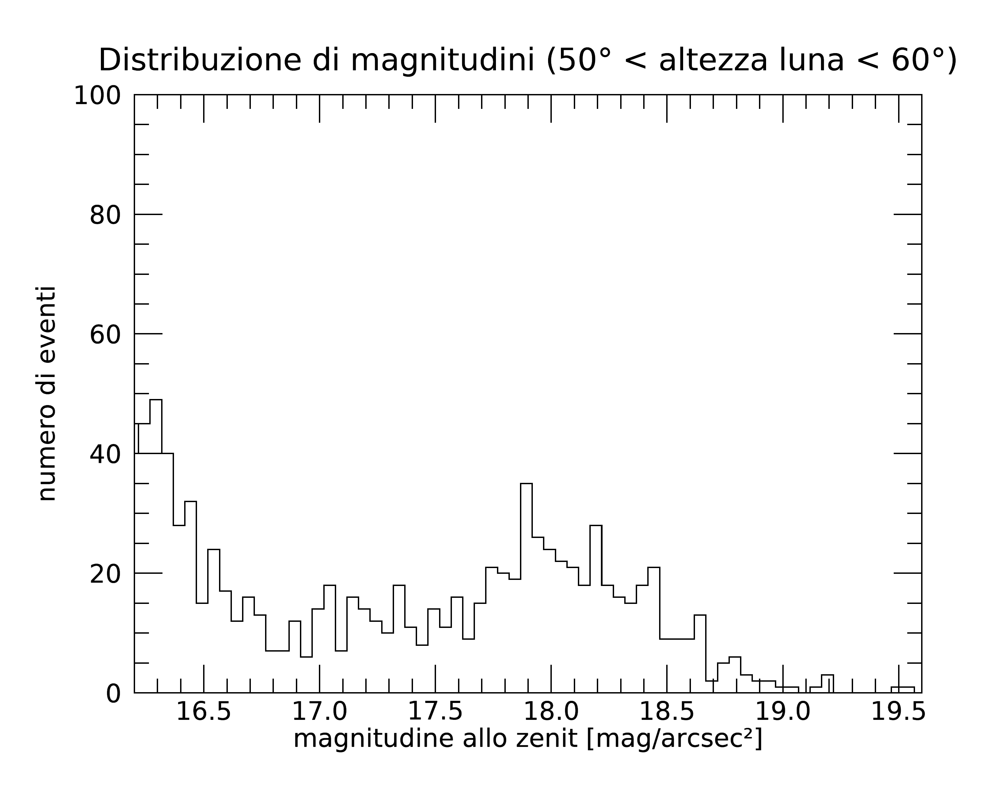 Distribuzione di magnitudini (50° < altezza luna < 60°)
100
80
60
40
20
0
numero di eventi
16.5 17.0 17.5 18.0 18.5 19.0 19.5
magnitudine allo zenit [mag/arcsec²]